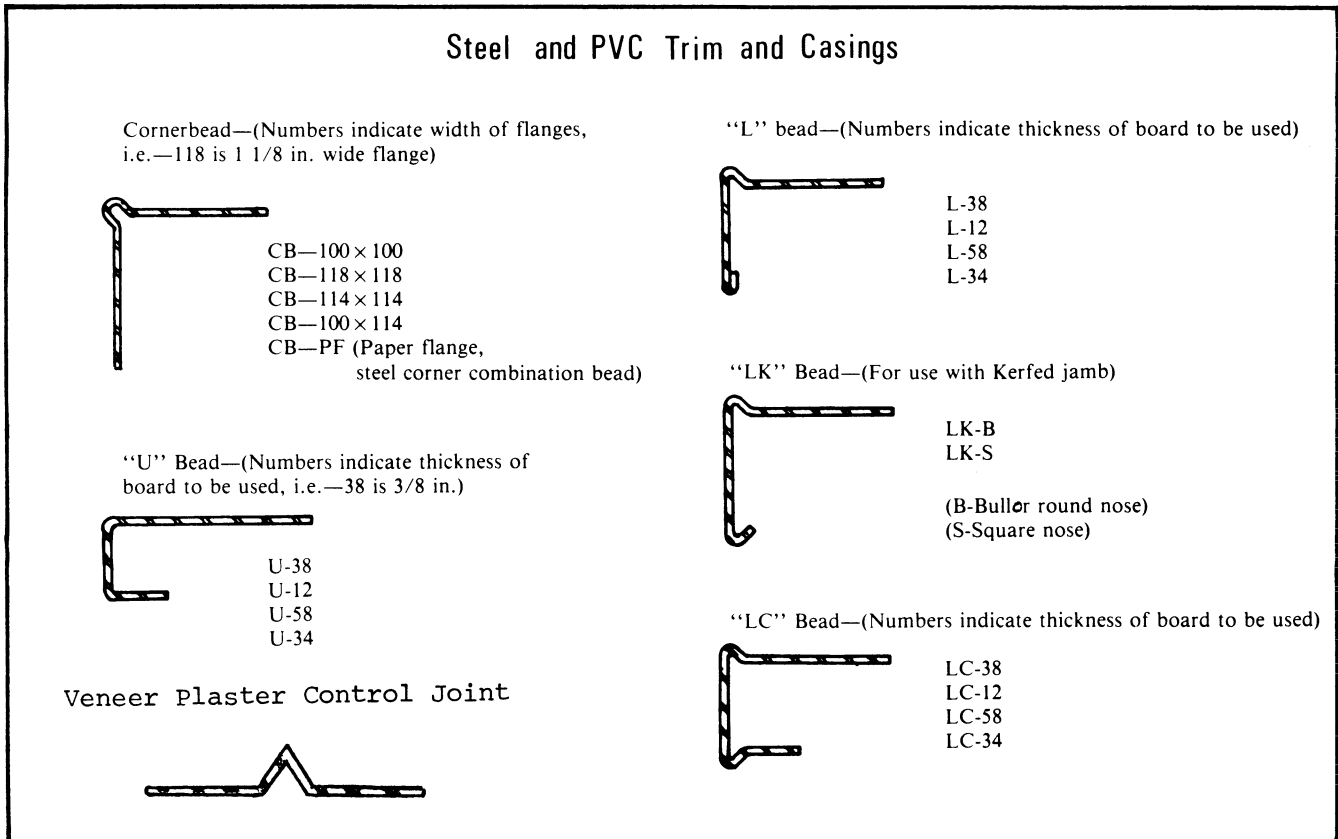 Steel and PVC Trim and Casings
Cornerbead—(Numbers indicate width of flanges,
i.e.—118 is 1 1/8 in. wide flange)
CB—100 × 100
CB—118 × 118
CB—114 × 114
CB—100 × 114
CB—PF (Paper flange,
steel corner combination bead)
“U” Bead—(Numbers indicate thickness of
board to be used, i.e.—38 is 3/8 in.)
U-38
U-12
U-58
U-34
Veneer Plaster Control Joint
“L” bead—(Numbers indicate thickness of board to be used)
L-38
L-12
L-58
L-34
“LK” Bead—(For use with Kerfed jamb)
LK-B
LK-S
(B-Bullor round nose)
(S-Square nose)
“LC” Bead—(Numbers indicate thickness of board to be used)
LC-38
LC-12
LC-58
LC-34